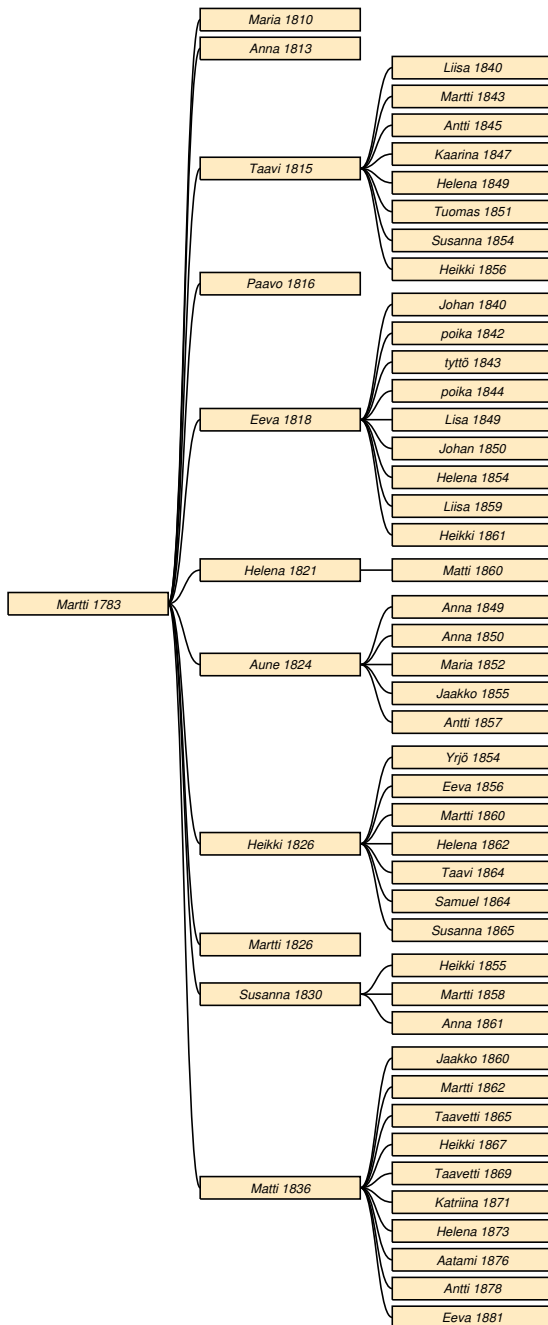 Maria 1810
Anna 1813
Liisa 1840
Martti 1843
Antti 1845
Kaarina 1847
Taavi 1815
Helena 1849
Tuomas 1851
Susanna 1854
Heikki 1856
Paavo 1816
Johan 1840
poika 1842
tyttö 1843
poika 1844
Eeva 1818
Lisa 1849
Johan 1850
Helena 1854
Liisa 1859
Heikki 1861
Helena 1821
Matti 1860
Martti 1783
Anna 1849
Anna 1850
Aune 1824
Maria 1852
Jaakko 1855
Antti 1857
Yrjö 1854
Eeva 1856
Martti 1860
Heikki 1826
Helena 1862
Taavi 1864
Samuel 1864
Susanna 1865
Martti 1826
Heikki 1855
Susanna 1830
Martti 1858
Anna 1861
Jaakko 1860
Martti 1862
Taavetti 1865
Heikki 1867
Taavetti 1869
Matti 1836
Katriina 1871
Helena 1873
Aatami 1876
Antti 1878
Eeva 1881